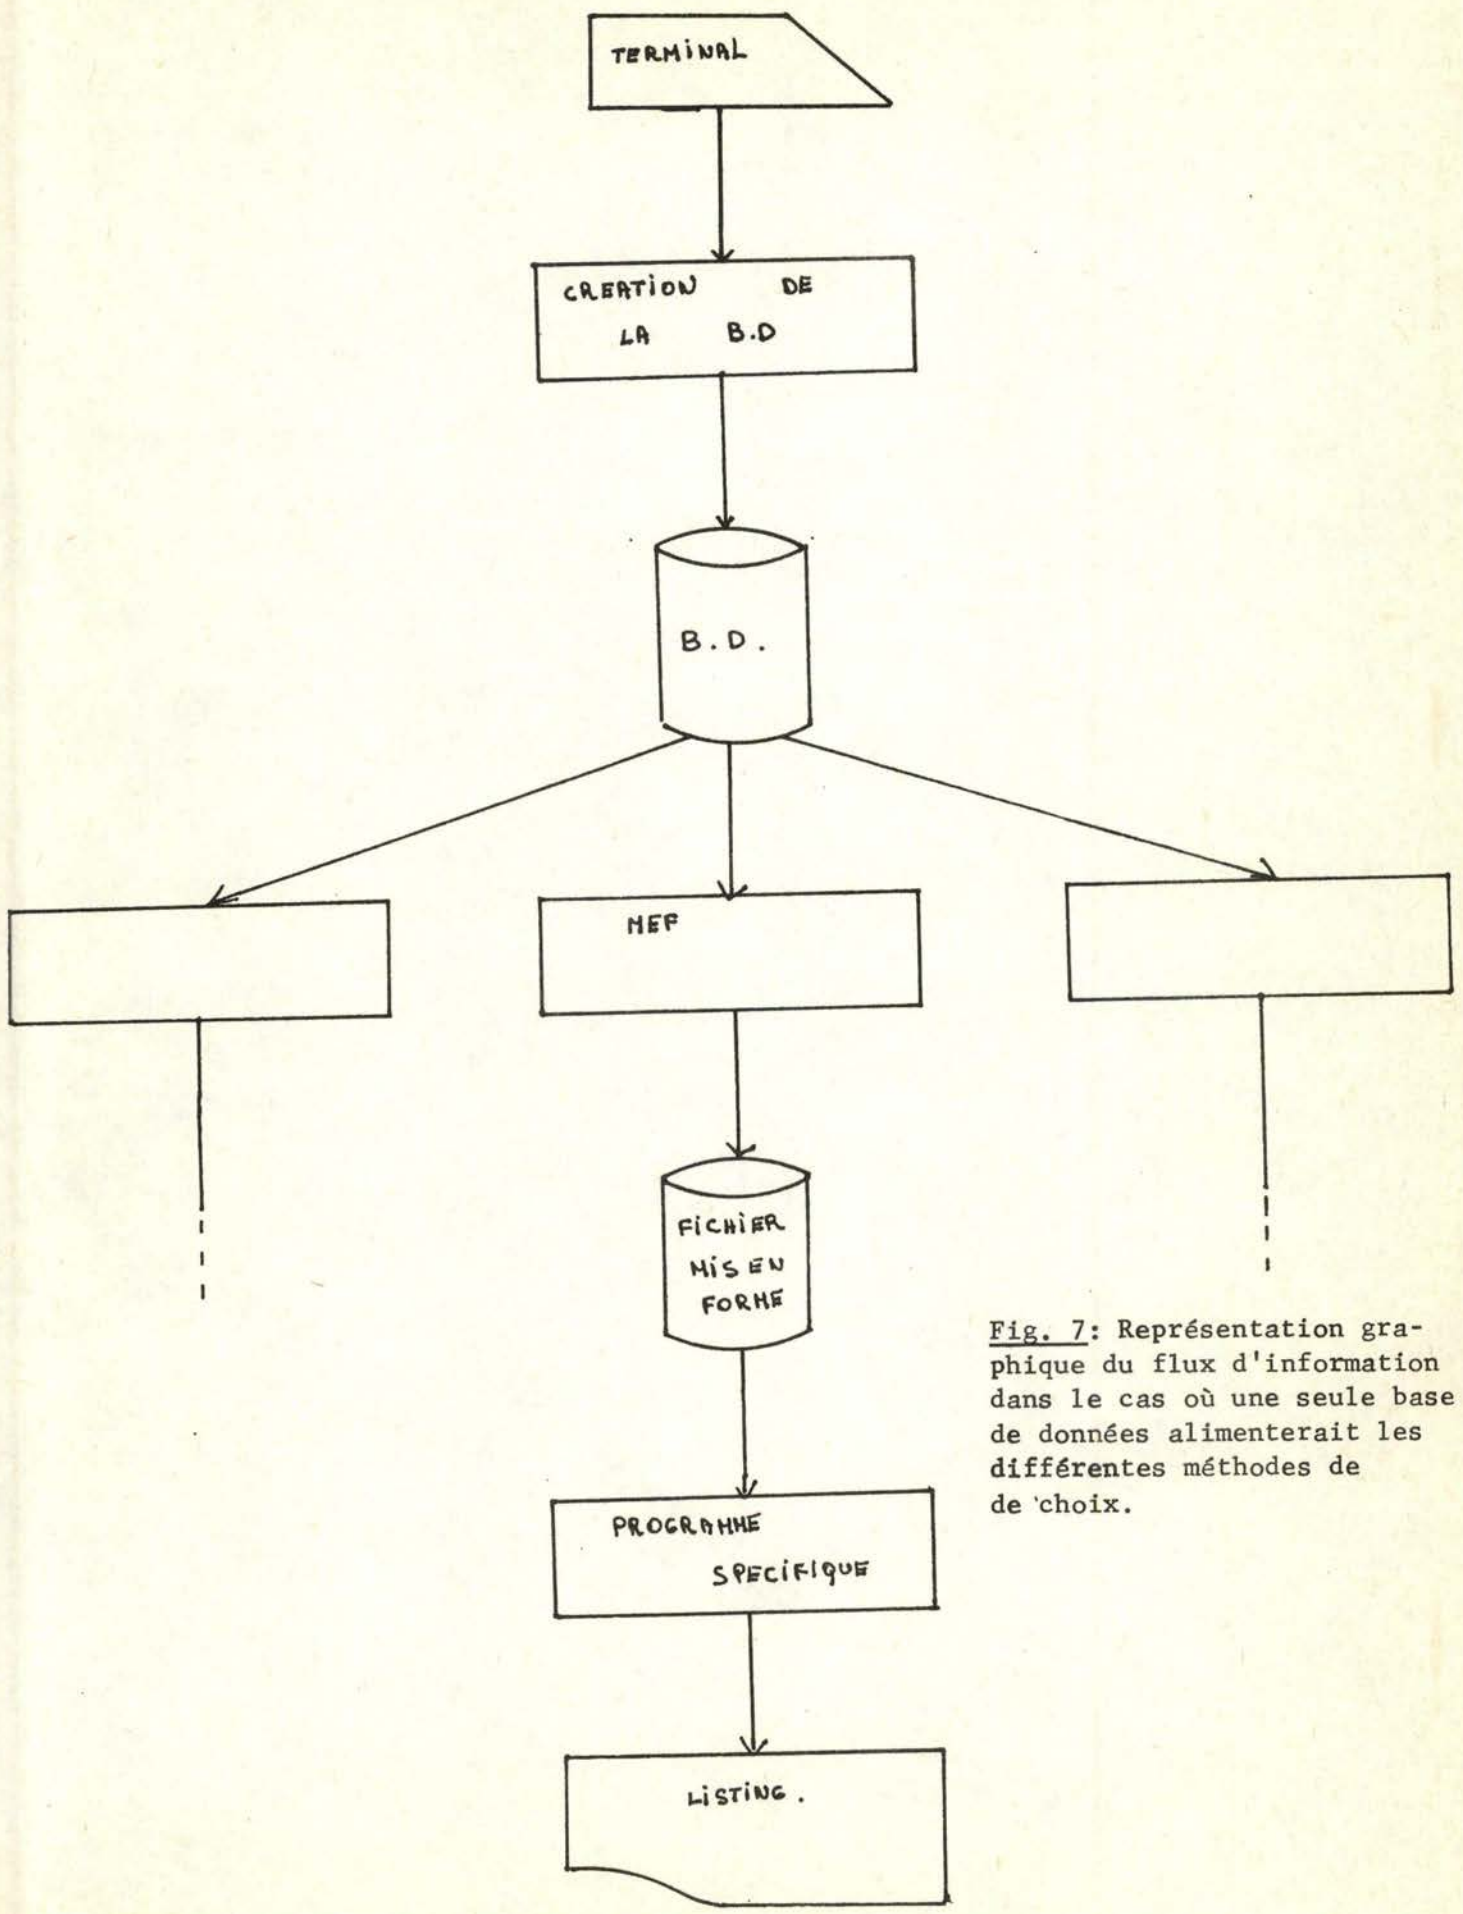 TERMiNAL
CREATiON DE
LA B.D
B.D.
MEF
FiCHiER
MiS EN
FORME
PROGRAMME
SPECiFiQUE
LiSTiNG.
Fig. 7: Représentation gra-
phique du flux d'information
dans le cas où une seule base
de données alimenterait les
différentes méthodes de
de choix.